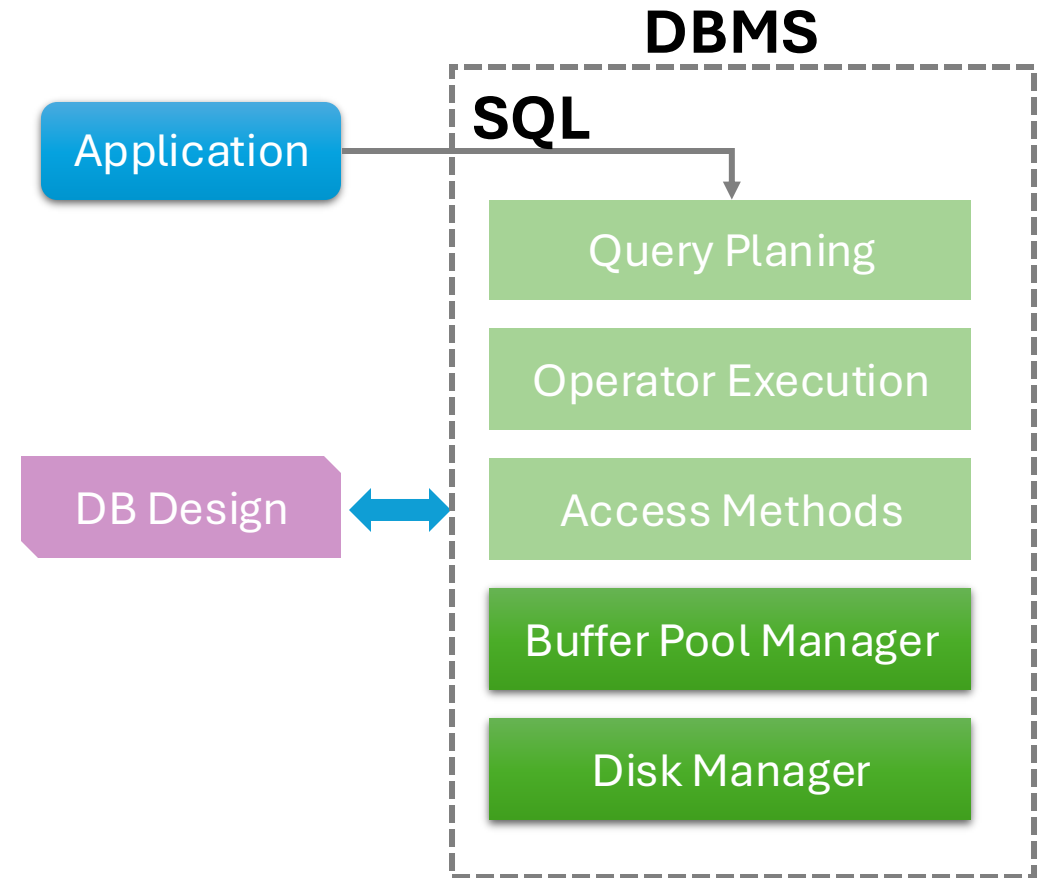 DBMS
SQL
Application
Query Planing
Operator Execution
DB Design
Access Methods
Buffer Pool Manager
Disk Manager